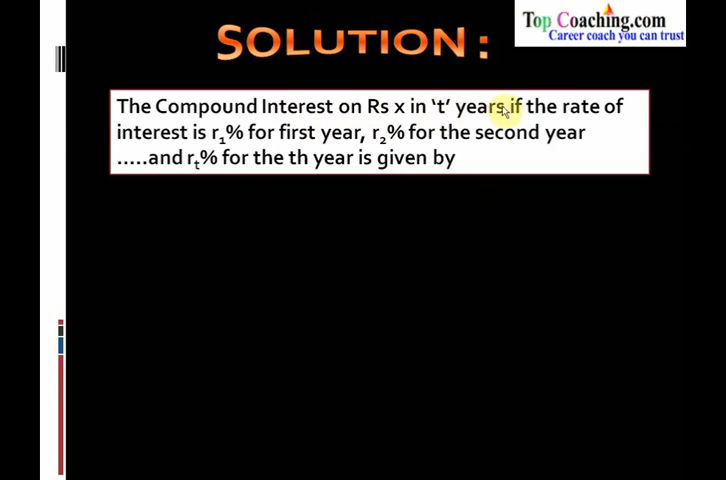 Top Coaching.com
Career coach you can trust
SOLUTION :
The Compound Interest on Rs x in ‘t’ years,if the rate of
interest is r₁% for first year, r₂% for the second year
.....and rₜ% for the th year is given by